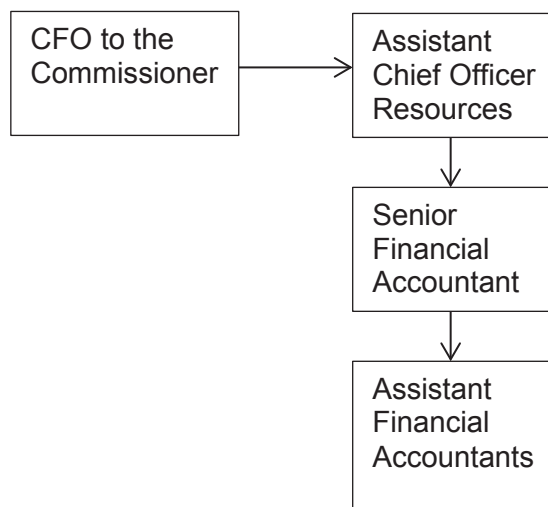 CFO to the
Commissioner
Assistant
Chief Officer
Resources
Senior
Financial
Accountant
Assistant
Financial
Accountants